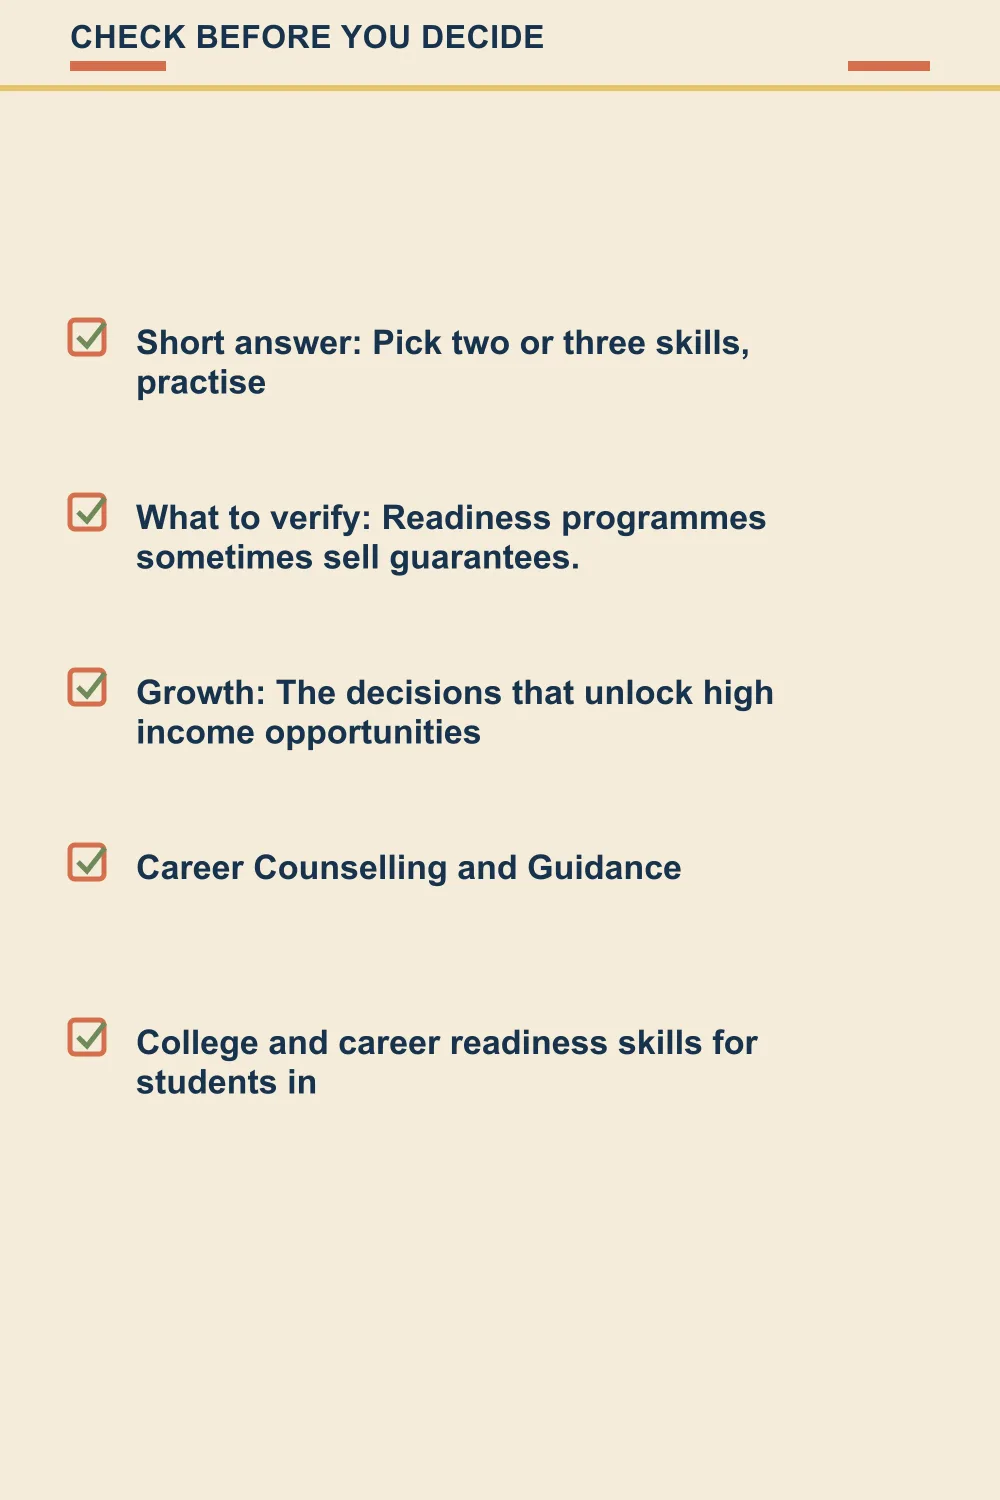 CHECK BEFORE YOU DECIDE
Short answer: Pick two or three skills,
practise
What to verify: Readiness programmes
sometimes sell guarantees.
Growth: The decisions that unlock high
income opportunities
Career Counselling and Guidance
College and career readiness skills for
students in